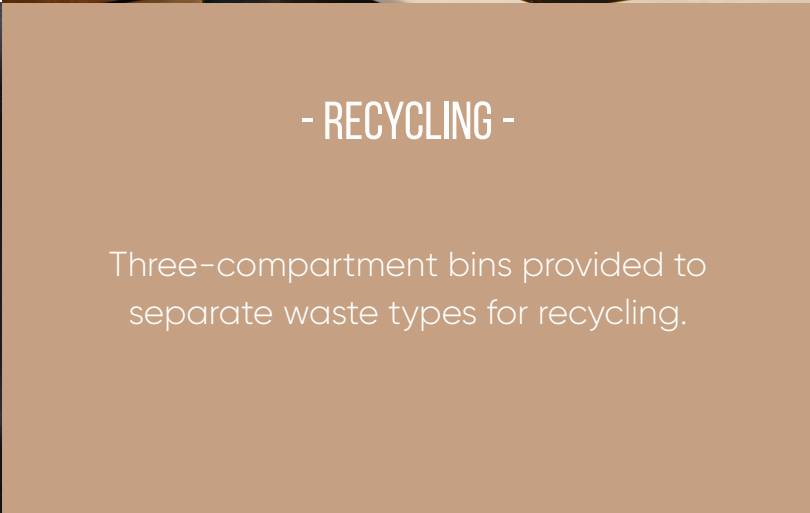 - RECYCLING -
Three-compartment bins provided to
separate waste types for recycling.